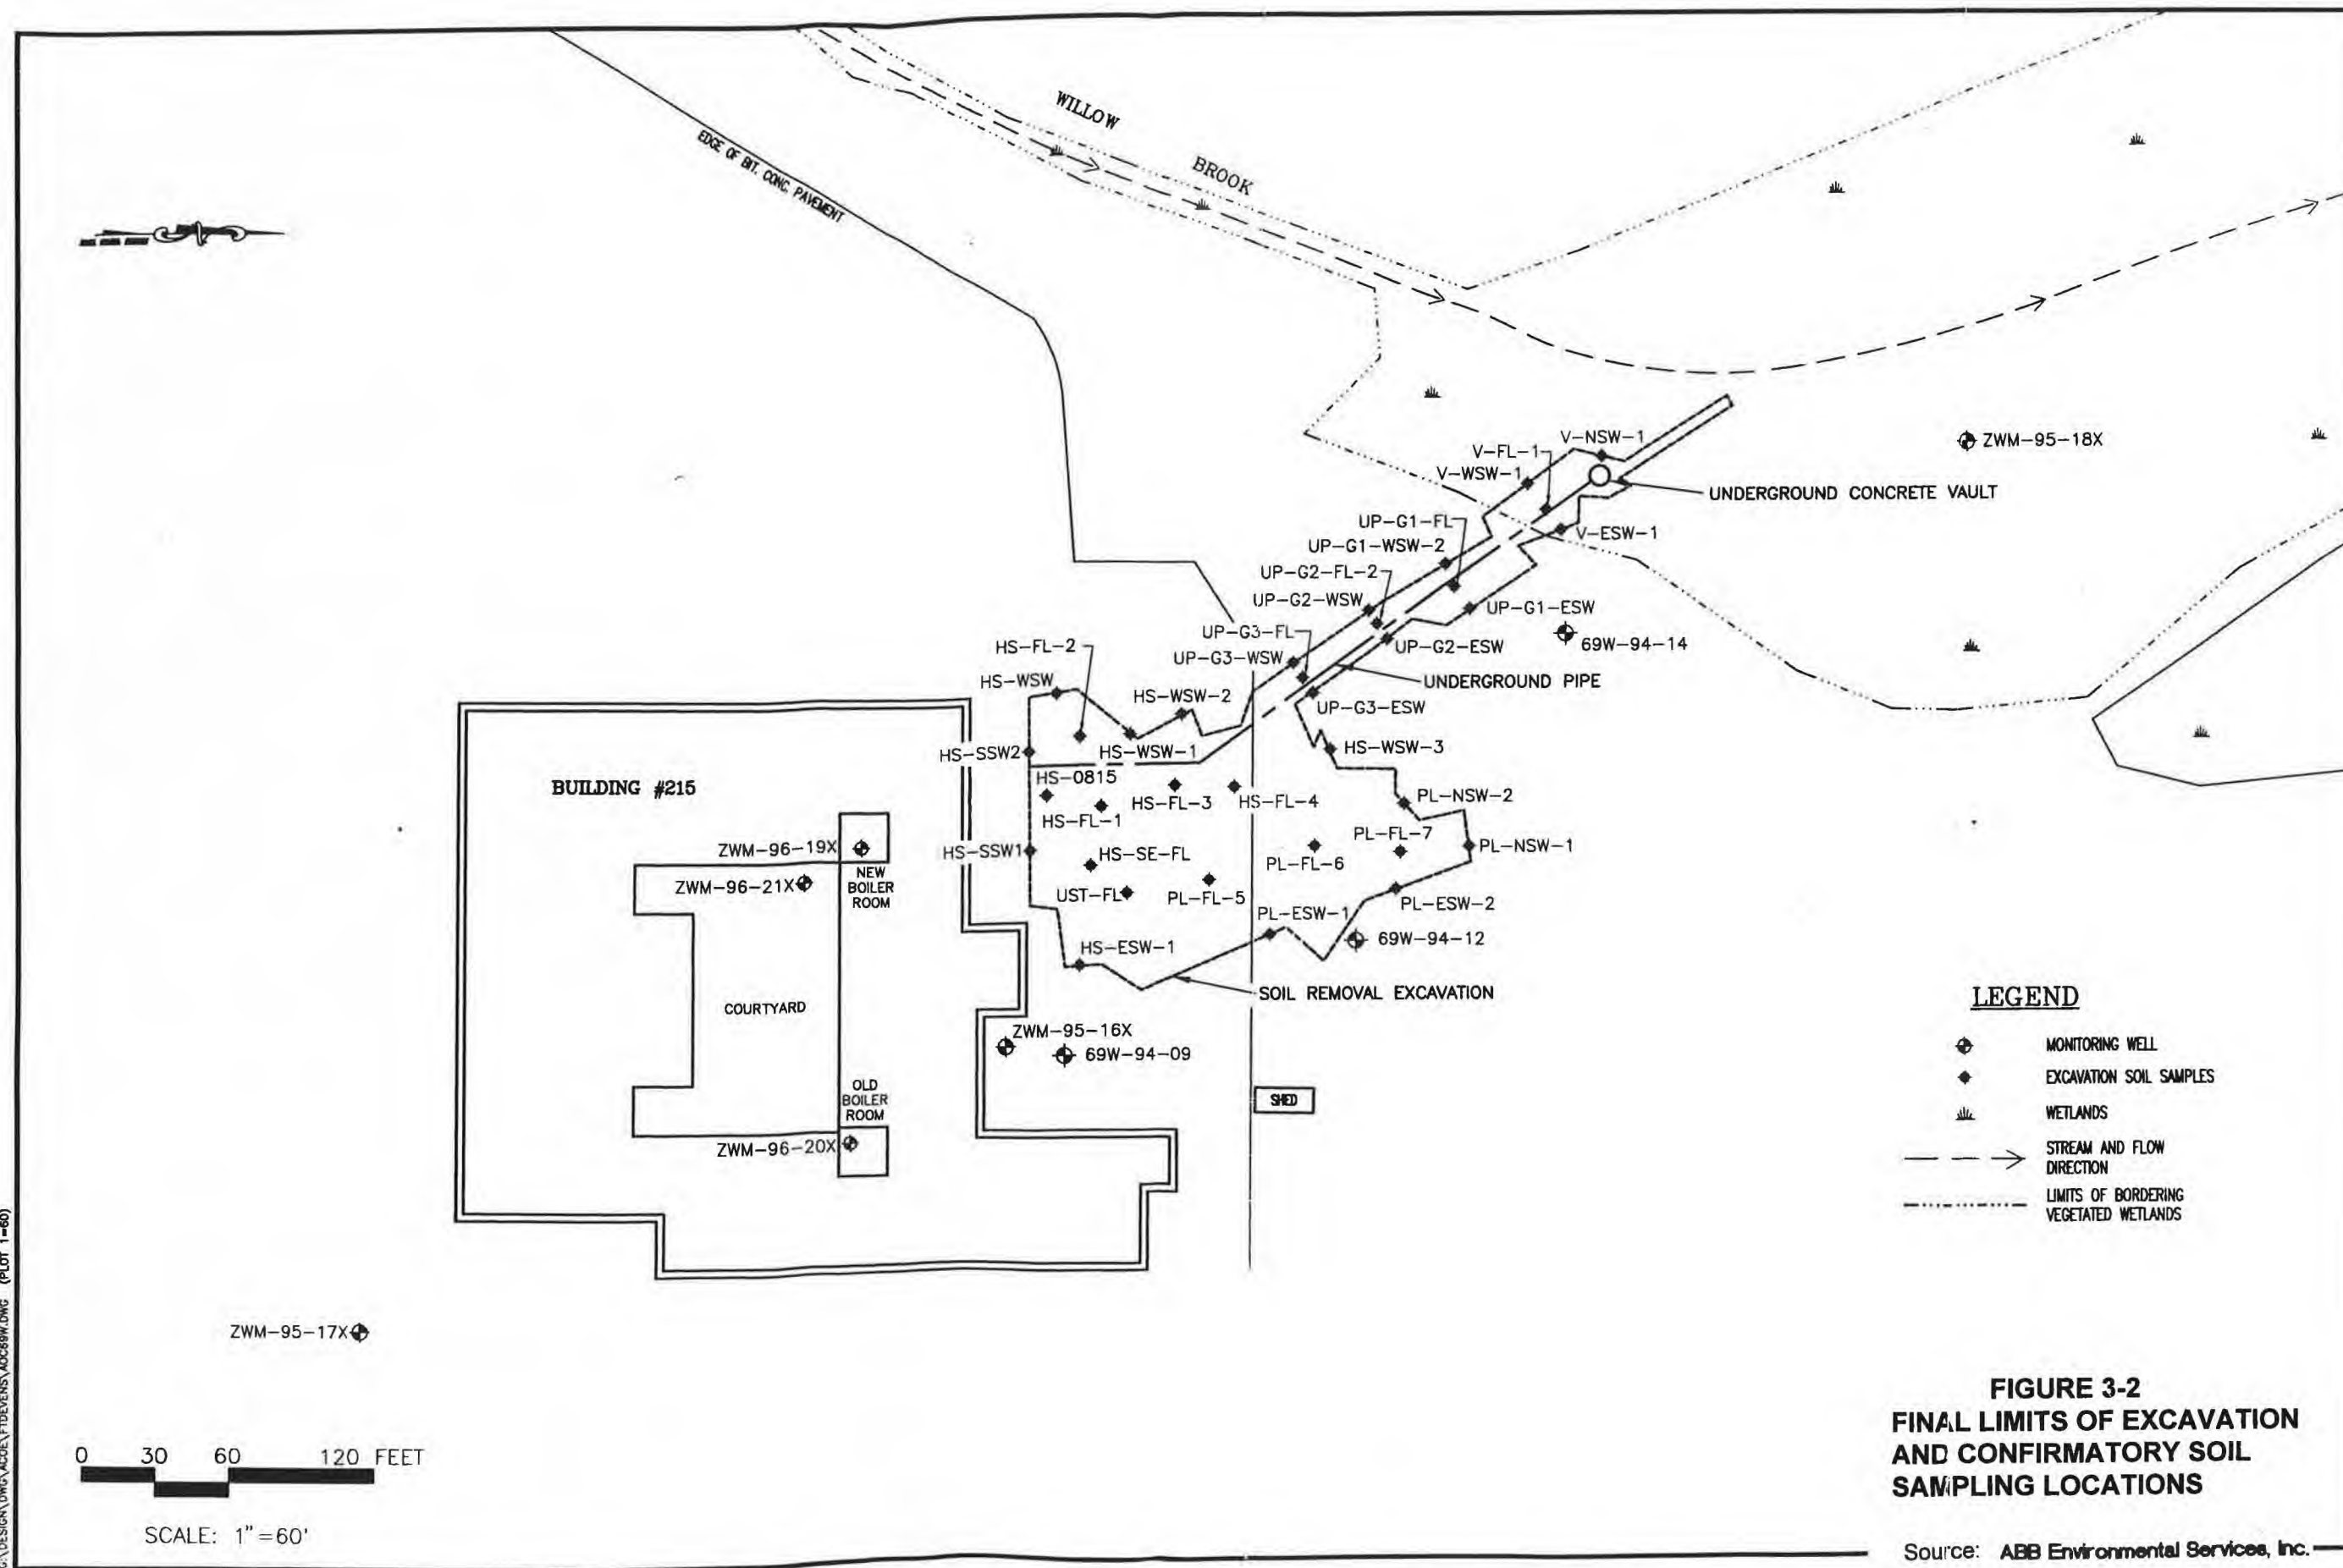 WILLOW
BROOK
EDGE OF BIT. CONC. PAVEMENT
V-NSW-1
V-FL-1
V-WSW-1
ZWM-95-18X
UNDERGROUND CONCRETE VAULT
UP-G1-FL
V-ESW-1
UP-G1-WSW-2
UP-G2-FL-2
UP-G2-WSW
UP-G1-ESW
UP-G3-FL
HS-FL-2
UP-G2-ESW
69W-94-14
UP-G3-WSW
HS-WSW
UNDERGROUND PIPE
HS-WSW-2
UP-G3-ESW
HS-SSW2
HS-WSW-1
HS-WSW-3
HS-0815
BUILDING #215
HS-FL-3
HS-FL-4
PL-NSW-2
HS-FL-1
PL-FL-7
ZWM-96-19X
HS-SSW1
HS-SE-FL
PL-FL-6
PL-NSW-1
NEW
BOILER
ROOM
ZWM-96-21X
UST-FL
PL-FL-5
PL-ESW-2
PL-ESW-1
HS-ESW-1
69W-94-12
SOIL REMOVAL EXCAVATION
COURTYARD
ZWM-95-16X
69W-94-09
OLD
BOILER
ROOM
SHED
ZWM-96-20X
LEGEND
MONITORING WELL
EXCAVATION SOIL SAMPLES
WETLANDS
STREAM AND FLOW
DIRECTION
LIMITS OF BORDERING
VEGETATED WETLANDS
ZWM-95-17X
0 30 60 120 FEET
SCALE: 1"=60'
FIGURE 3-2
FINAL LIMITS OF EXCAVATION
AND CONFIRMATORY SOIL
SAMPLING LOCATIONS
Source: ABB Environmental Services, Inc.
G:\DESIGN\DWG\ACOE\FTDEVENS\AOC69W.DWG (PLOT 1=60)